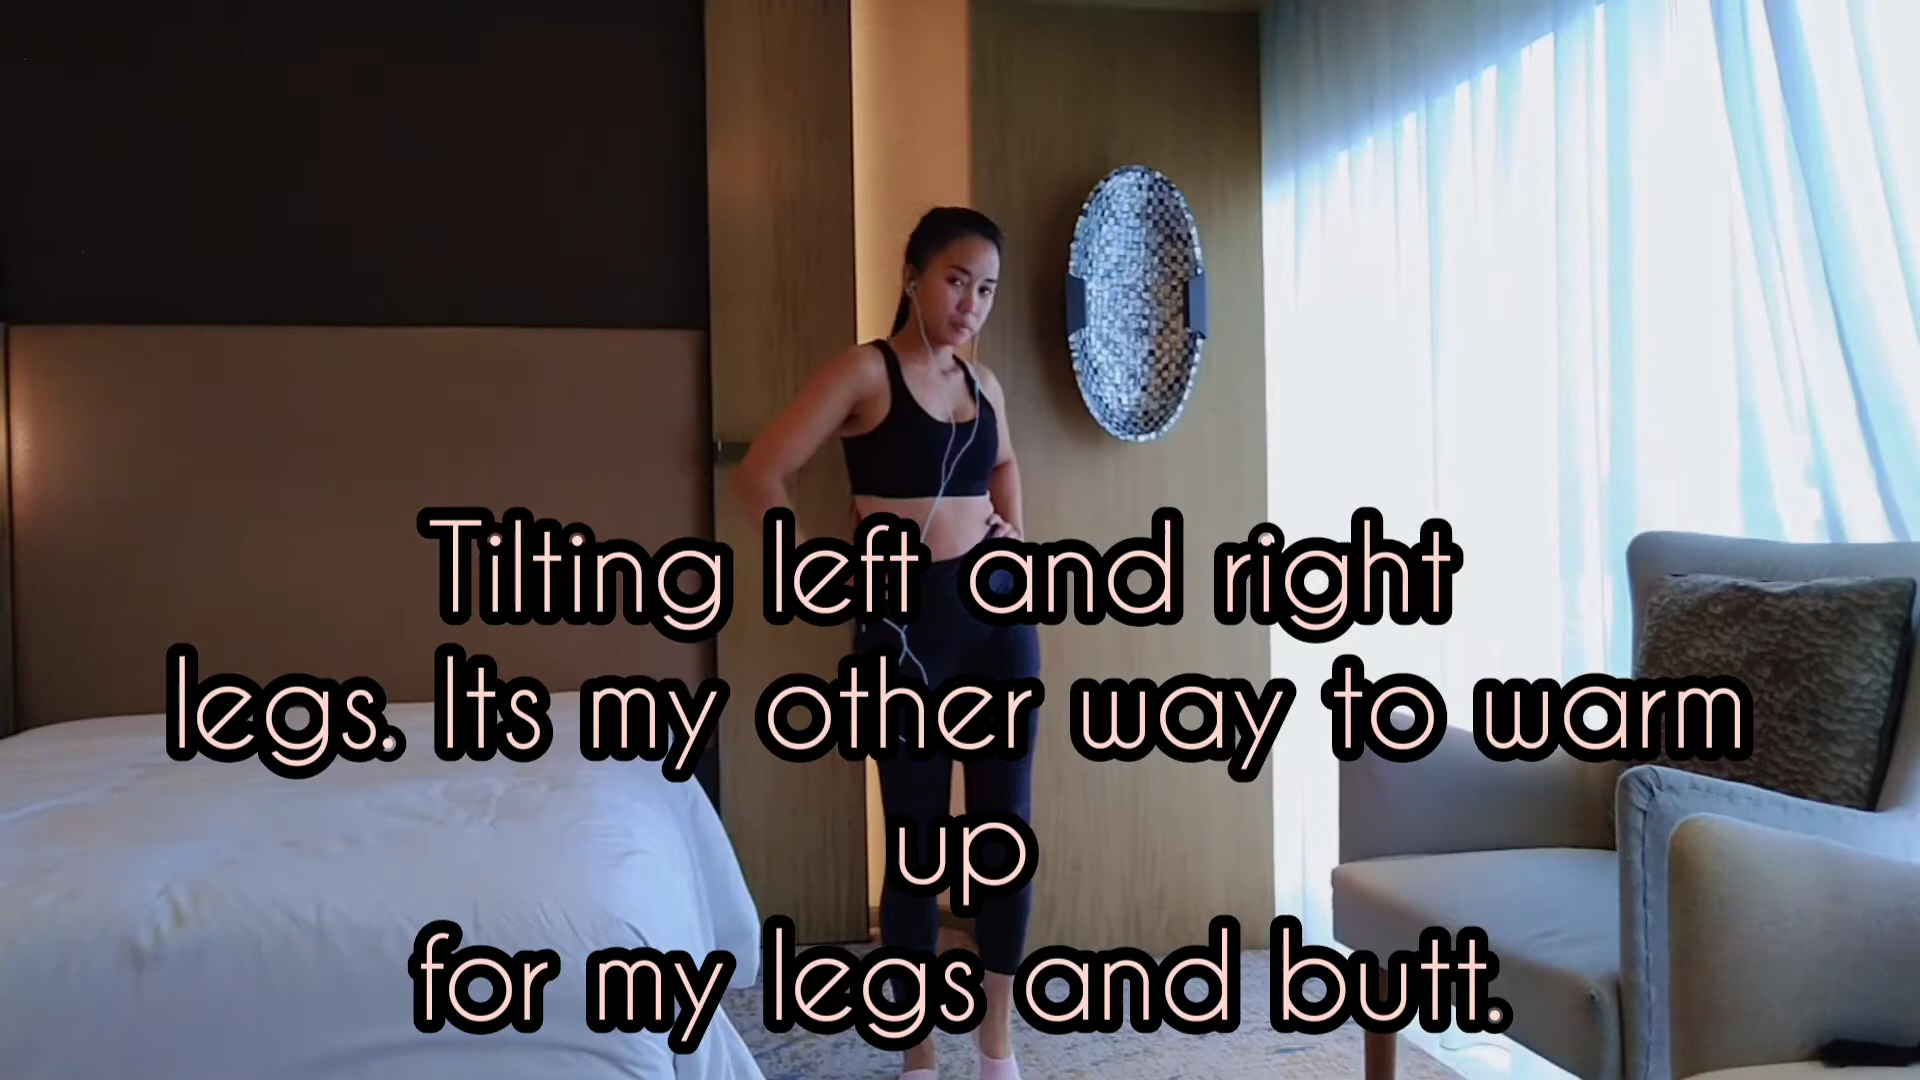 Tilting left and right
legs. Its my other way to warm
up
for my legs and butt.